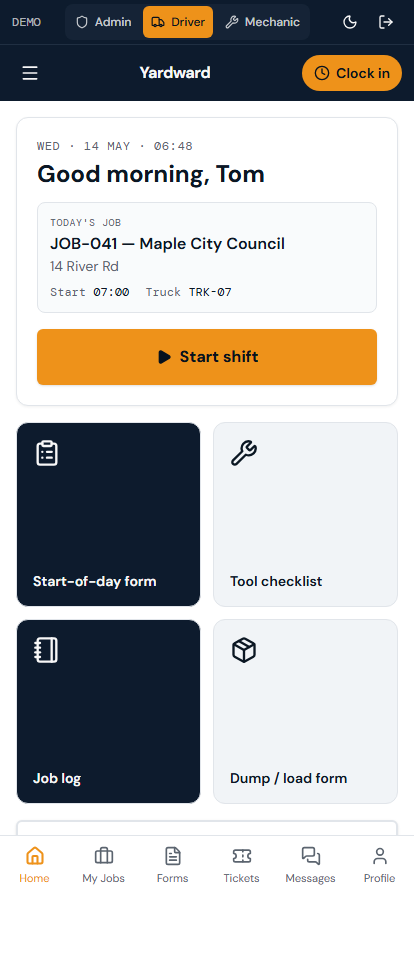 DEMO Admin Driver Mechanic
Yardward Clock in
WED · 14 MAY · 06:48
Good morning, Tom
TODAY'S JOB
JOB-041 — Maple City Council
14 River Rd
Start 07:00 Truck TRK-07
Start shift
Start-of-day form
Tool checklist
Job log
Dump / load form
Home My Jobs Forms Tickets Messages Profile